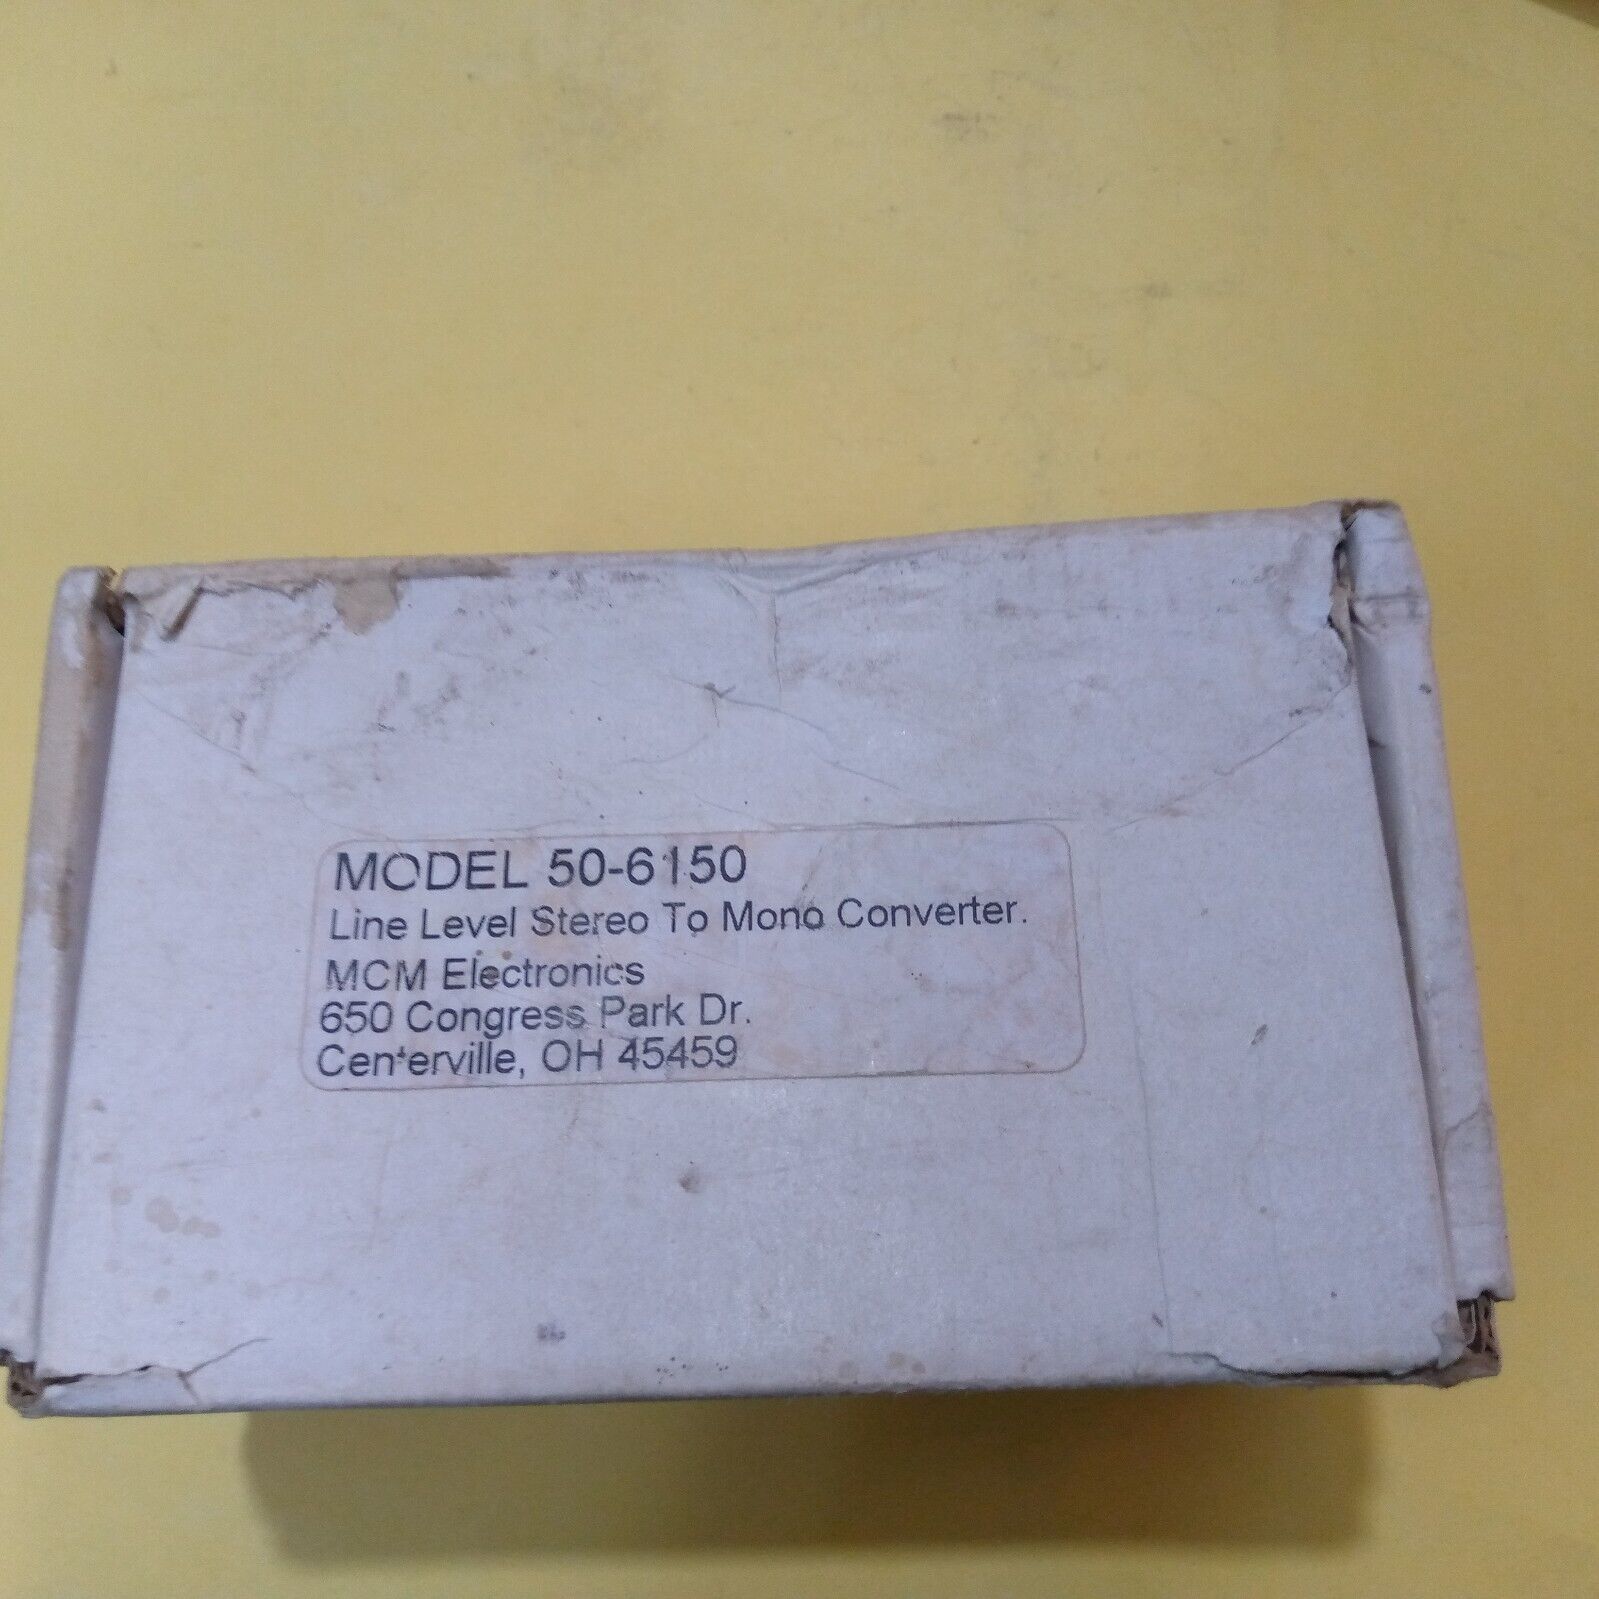 MODEL 50-6150
Line Level Stereo To Mono Converter.
MCM Electronics
650 Congress Park Dr.
Centerville, OH 45459